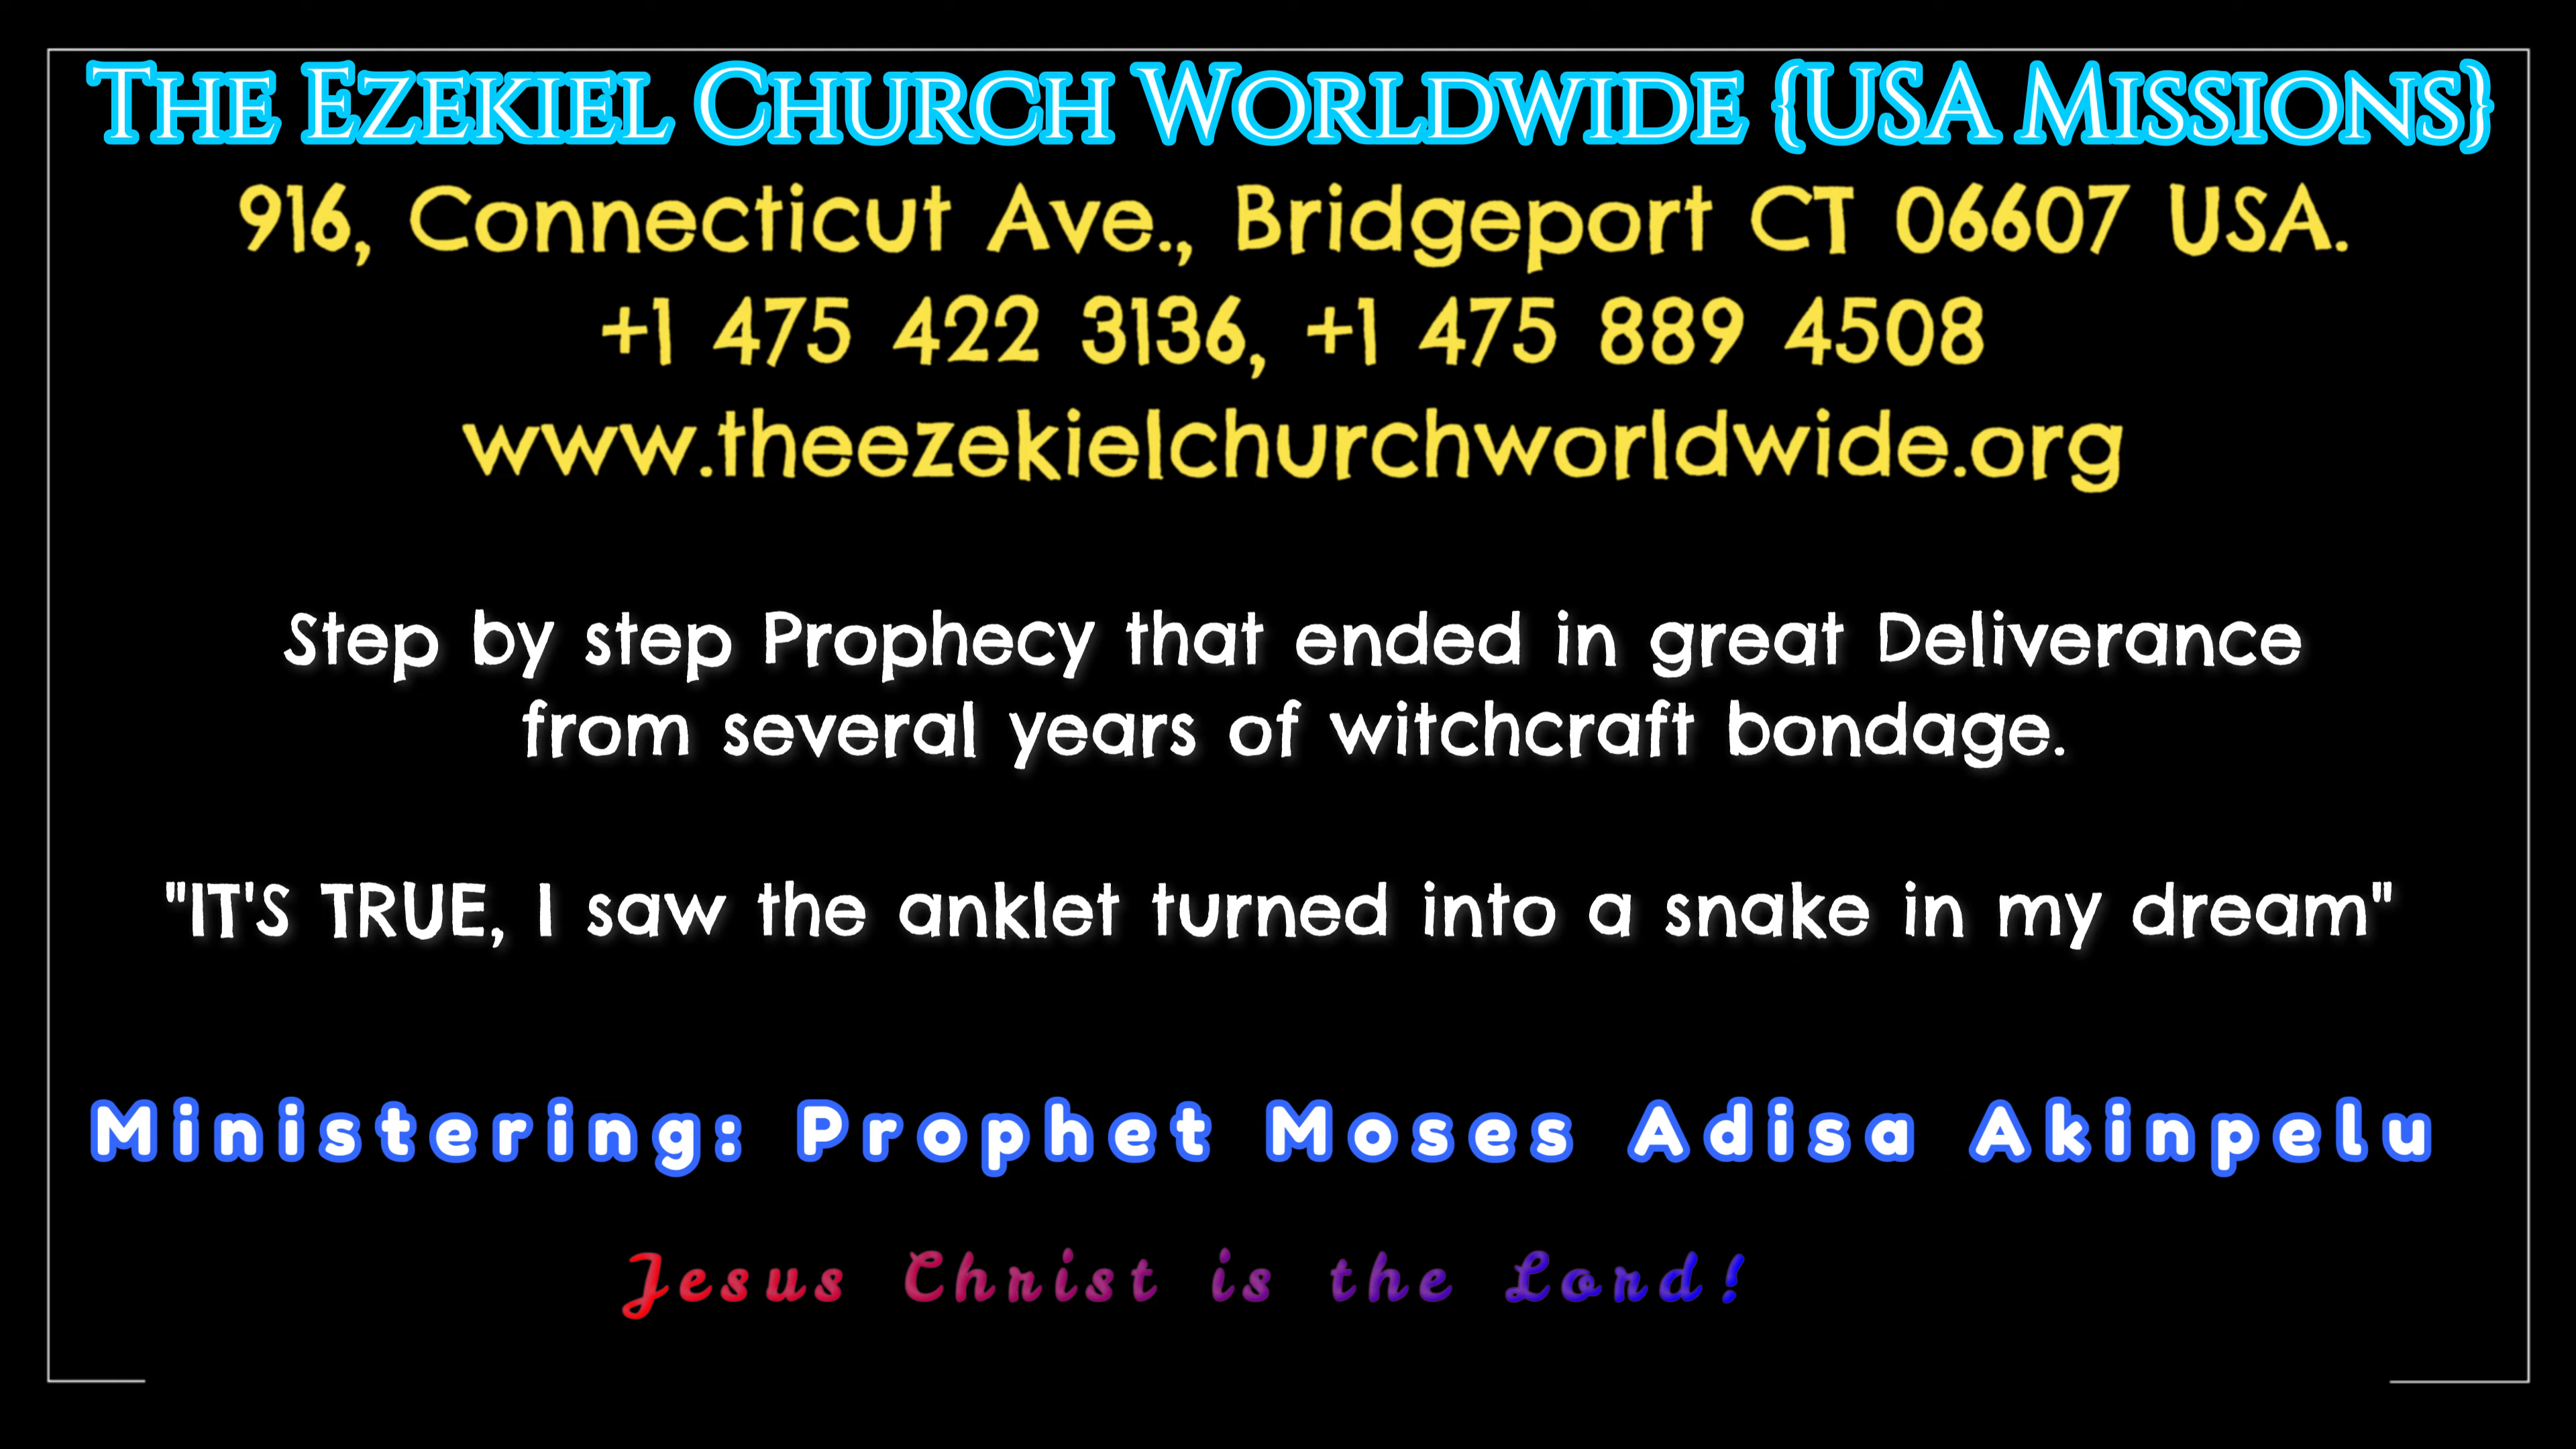 The Ezekiel Church Worldwide {USA Missions}
916, Connecticut Ave., Bridgeport CT 06607 USA.
+1 475 422 3136, +1 475 889 4508
www.theezekielchurchworldwide.org
Step by step Prophecy that ended in great Deliverance
from several years of witchcraft bondage.
"IT'S TRUE, I saw the anklet turned into a snake in my dream"
Ministering: Prophet Moses Adisa Akinpelu
Jesus Christ is the Lord!